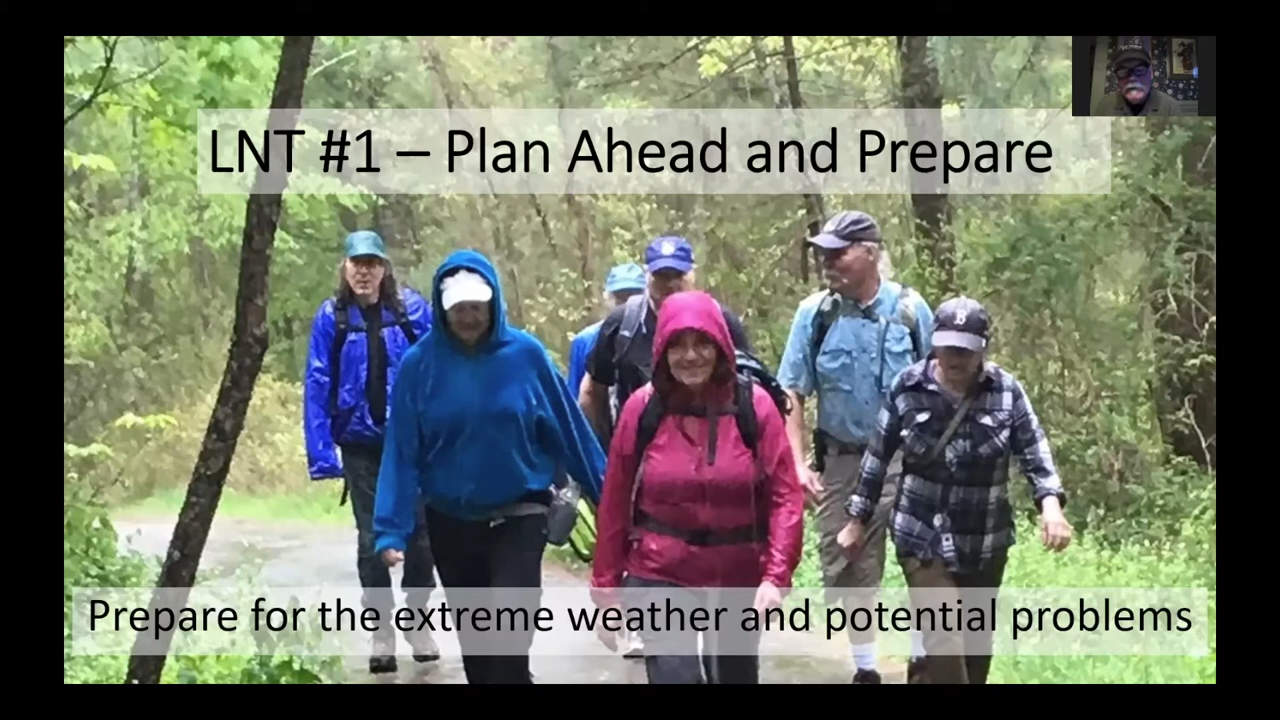 LNT #1 – Plan Ahead and Prepare
B
Prepare for the extreme weather and potential problems